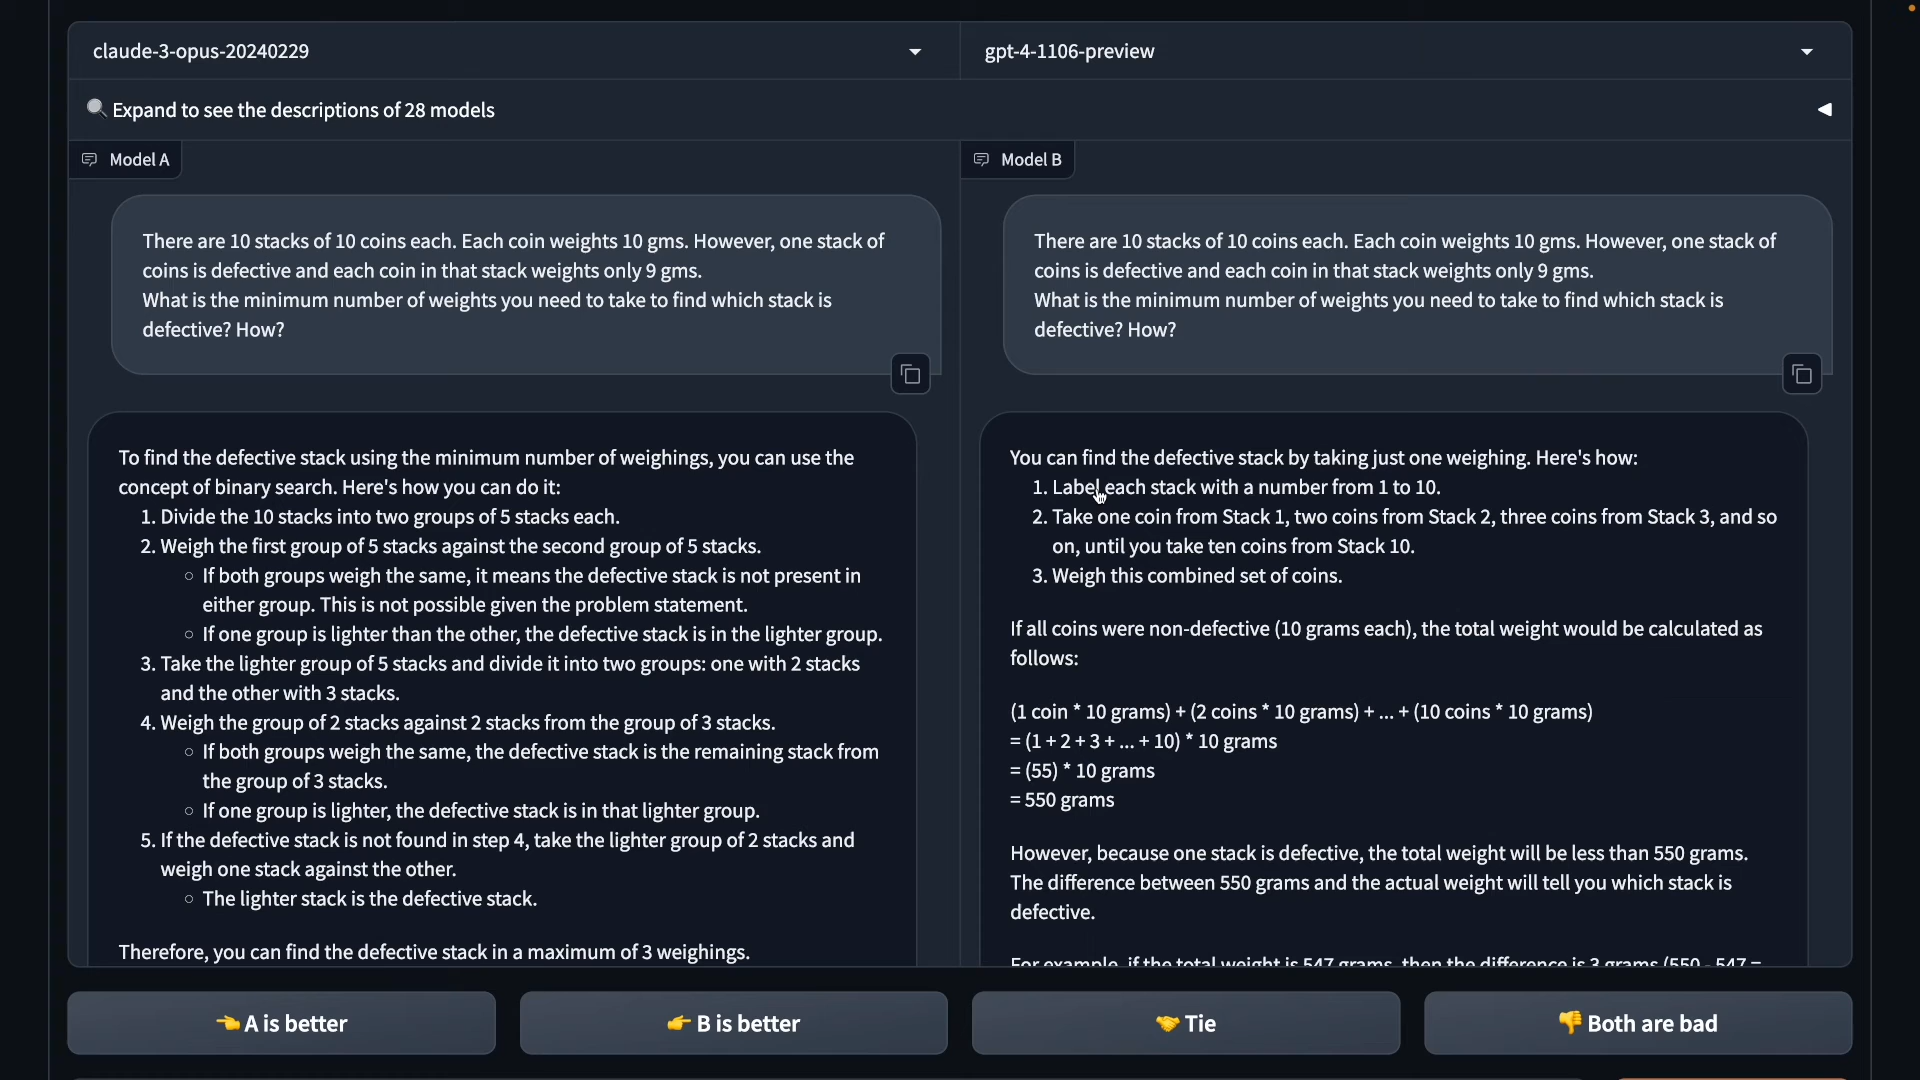 claude-3-opus-20240229
gpt-4-1106-preview
Expand to see the descriptions of 28 models
Model A
There are 10 stacks of 10 coins each. Each coin weights 10 gms. However, one stack of
coins is defective and each coin in that stack weights only 9 gms.
What is the minimum number of weights you need to take to find which stack is
defective? How?
To find the defective stack using the minimum number of weighings, you can use the
concept of binary search. Here's how you can do it:
1. Divide the 10 stacks into two groups of 5 stacks each.
2. Weigh the first group of 5 stacks against the second group of 5 stacks.
○ If both groups weigh the same, it means the defective stack is not present in
either group. This is not possible given the problem statement.
○ If one group is lighter than the other, the defective stack is in the lighter group.
3. Take the lighter group of 5 stacks and divide it into two groups: one with 2 stacks
and the other with 3 stacks.
4. Weigh the group of 2 stacks against 2 stacks from the group of 3 stacks.
○ If both groups weigh the same, the defective stack is the remaining stack from
the group of 3 stacks.
○ If one group is lighter, the defective stack is in that lighter group.
5. If the defective stack is not found in step 4, take the lighter group of 2 stacks and
weigh one stack against the other.
○ The lighter stack is the defective stack.
Therefore, you can find the defective stack in a maximum of 3 weighings.
Model B
There are 10 stacks of 10 coins each. Each coin weights 10 gms. However, one stack of
coins is defective and each coin in that stack weights only 9 gms.
What is the minimum number of weights you need to take to find which stack is
defective? How?
You can find the defective stack by taking just one weighing. Here's how:
1. Label each stack with a number from 1 to 10.
2. Take one coin from Stack 1, two coins from Stack 2, three coins from Stack 3, and so
on, until you take ten coins from Stack 10.
3. Weigh this combined set of coins.
If all coins were non-defective (10 grams each), the total weight would be calculated as
follows:
(1 coin * 10 grams) + (2 coins * 10 grams) + ... + (10 coins * 10 grams)
= (1 + 2 + 3 + ... + 10) * 10 grams
= (55) * 10 grams
= 550 grams
However, because one stack is defective, the total weight will be less than 550 grams.
The difference between 550 grams and the actual weight will tell you which stack is
defective.
For example, if the total weight is 547 grams, then the difference is 3 grams (550 - 547 =
👈 A is better
👉 B is better
🤝 Tie
👎 Both are bad